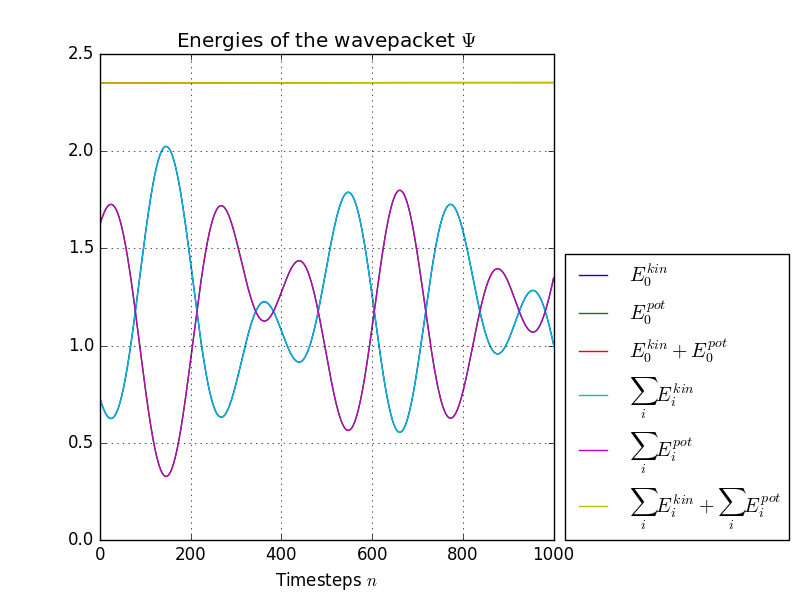 Energies of the wavepacket Ψ
2.5
2.0
1.5
1.0
0.5
0.0
0 200 400 600 800 1000
Timesteps n
E_0^{kin}
E_0^{pot}
E_0^{kin} + E_0^{pot}
∑_i E_i^{kin}
∑_i E_i^{pot}
∑_i E_i^{kin} + ∑_i E_i^{pot}